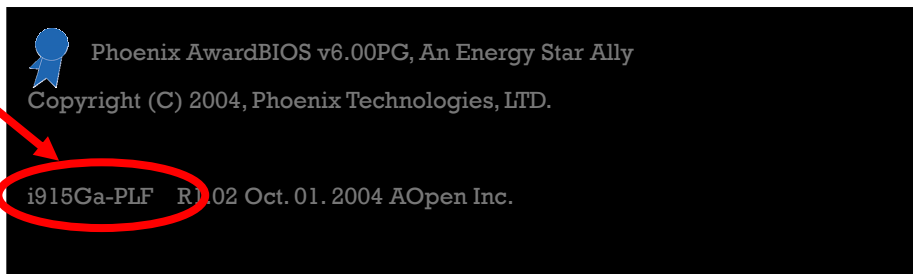 Phoenix AwardBIOS v6.00PG, An Energy Star Ally
Copyright (C) 2004, Phoenix Technologies, LTD.
i915Ga-PLF R1.02 Oct. 01. 2004 AOpen Inc.